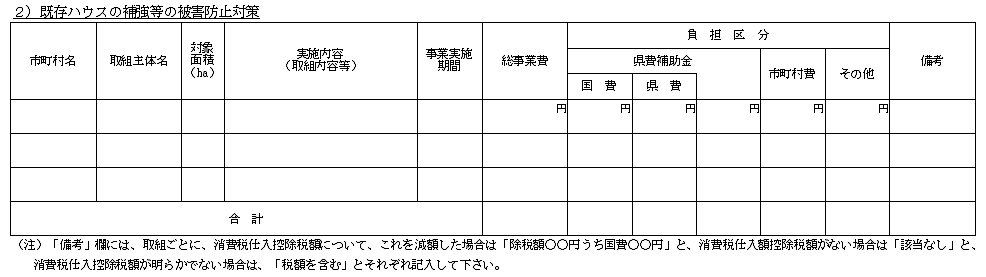 ２）既存ハウスの補強等の被害防止対策
負 担 区 分
市町村名 取組主体名 対象面積（ha） 実施内容（取組内容等） 事業実施期間 総事業費 県費補助金 市町村費 その他 備考
国 費 県 費
円 円 円 円 円 円
合 計
（注）「備考」欄には、取組ごとに、消費税仕入控除税額について、これを減額した場合は「除税額〇〇円うち国費〇〇円」と、消費税仕入額控除税額がない場合は「該当なし」と、
消費税仕入控除税額が明らかでない場合は、「税額を含む」とそれぞれ記入して下さい。